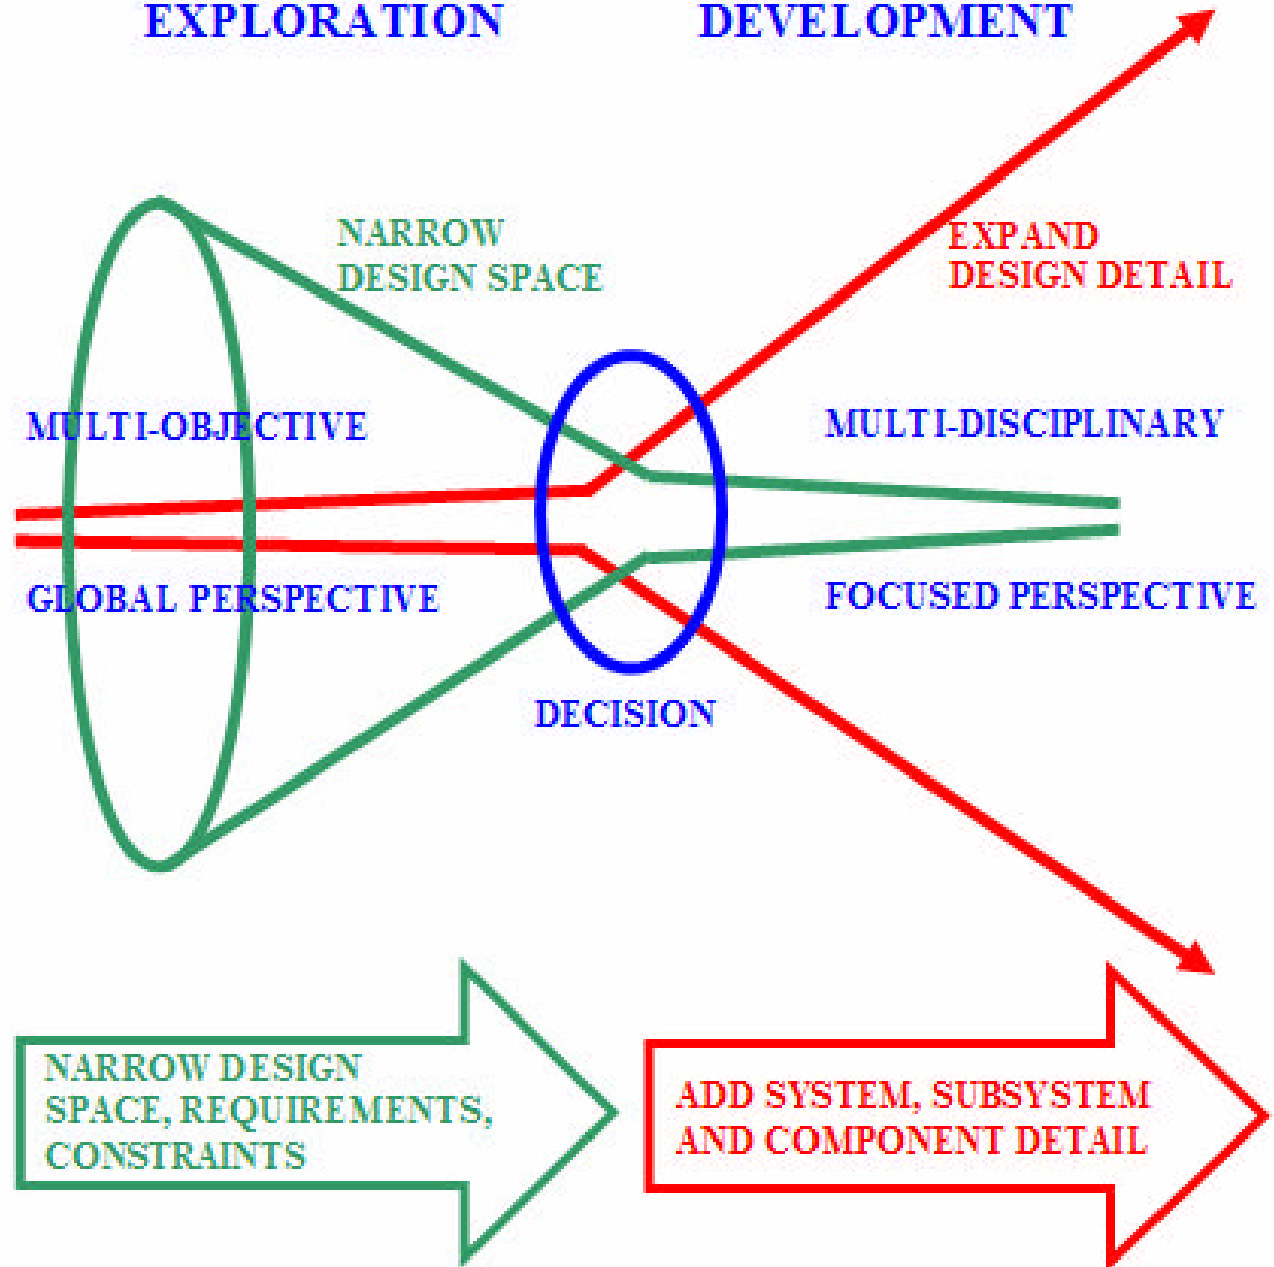 EXPLORATION
DEVELOPMENT
NARROW
DESIGN SPACE
EXPAND
DESIGN DETAIL
MULTI-OBJECTIVE
MULTI-DISCIPLINARY
GLOBAL PERSPECTIVE
FOCUSED PERSPECTIVE
DECISION
NARROW DESIGN
SPACE, REQUIREMENTS,
CONSTRAINTS
ADD SYSTEM, SUBSYSTEM
AND COMPONENT DETAIL